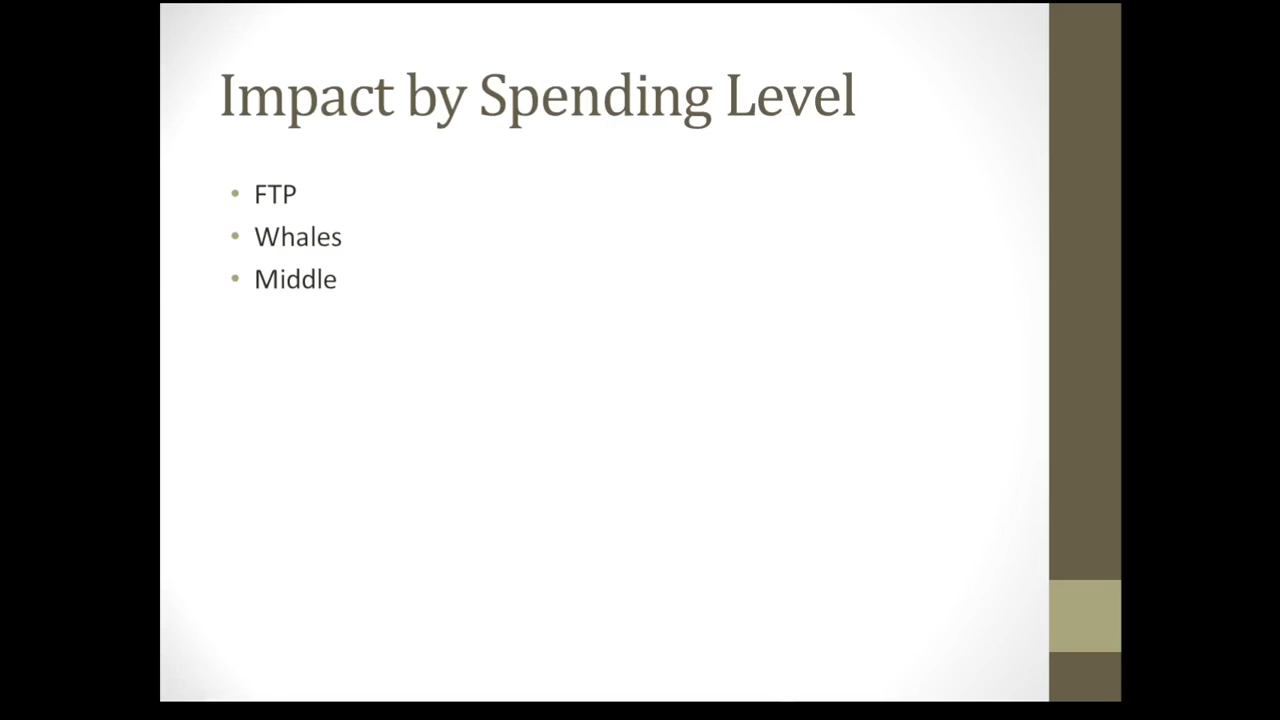 Impact by Spending Level
• FTP
• Whales
• Middle